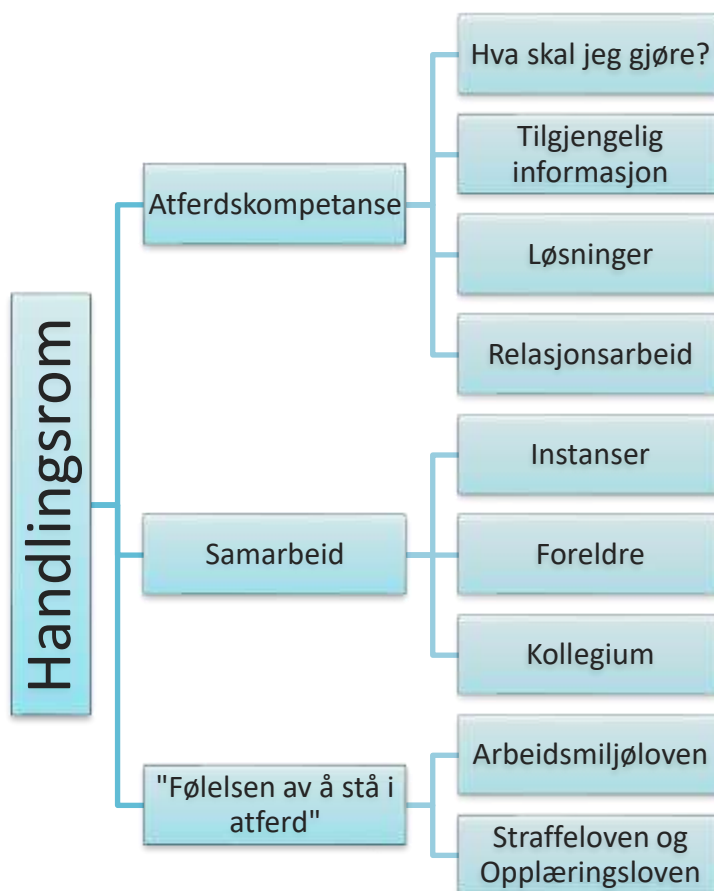 Handlingsrom
Atferdskompetanse
Hva skal jeg gjøre?
Tilgjengelig
informasjon
Løsninger
Relasjonsarbeid
Samarbeid
Instanser
Foreldre
Kollegium
"Følelsen av å stå i
atferd"
Arbeidsmiljøloven
Straffeloven og
Opplæringsloven